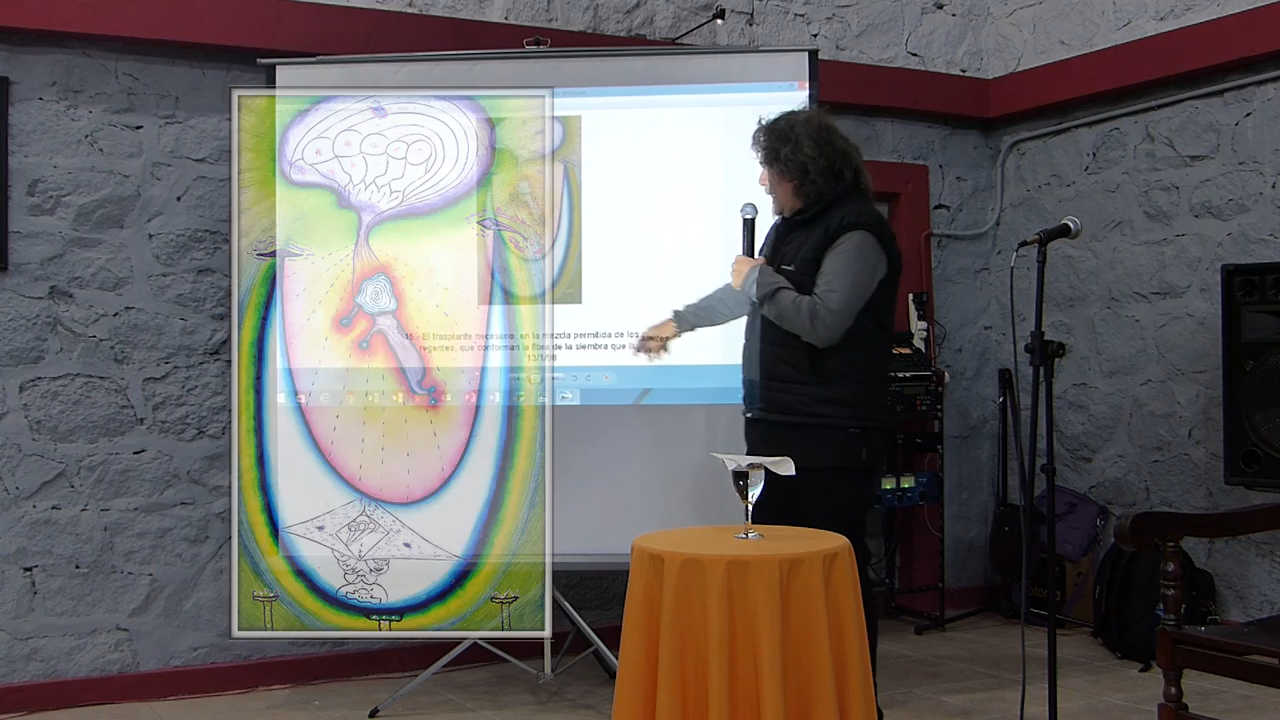 15.- El trasplante necesario, en la mezcla permitida de los
regentes, que conforman la fibra de la siembra que
13/1/98